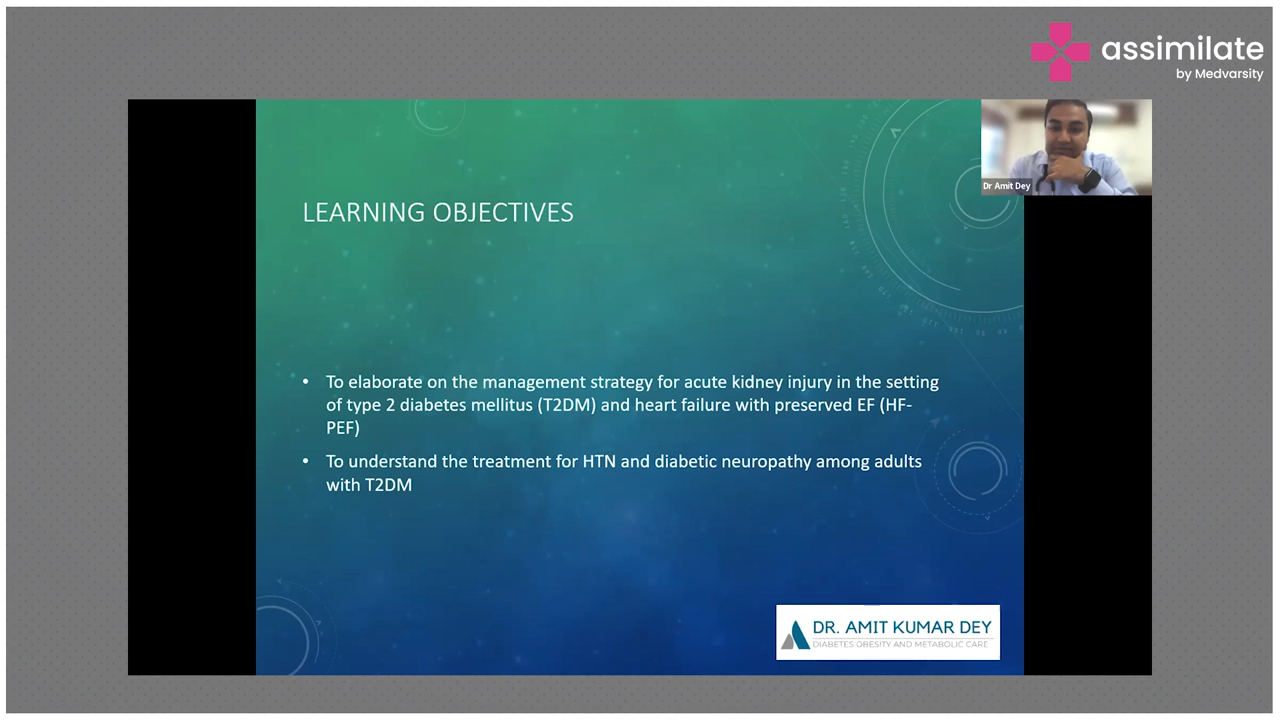 assimilate
by Medvarsity
Dr Amit Dey
LEARNING OBJECTIVES
• To elaborate on the management strategy for acute kidney injury in the setting
of type 2 diabetes mellitus (T2DM) and heart failure with preserved EF (HF-
PEF)
• To understand the treatment for HTN and diabetic neuropathy among adults
with T2DM
DR. AMIT KUMAR DEY
DIABETES OBESITY AND METABOLIC CARE